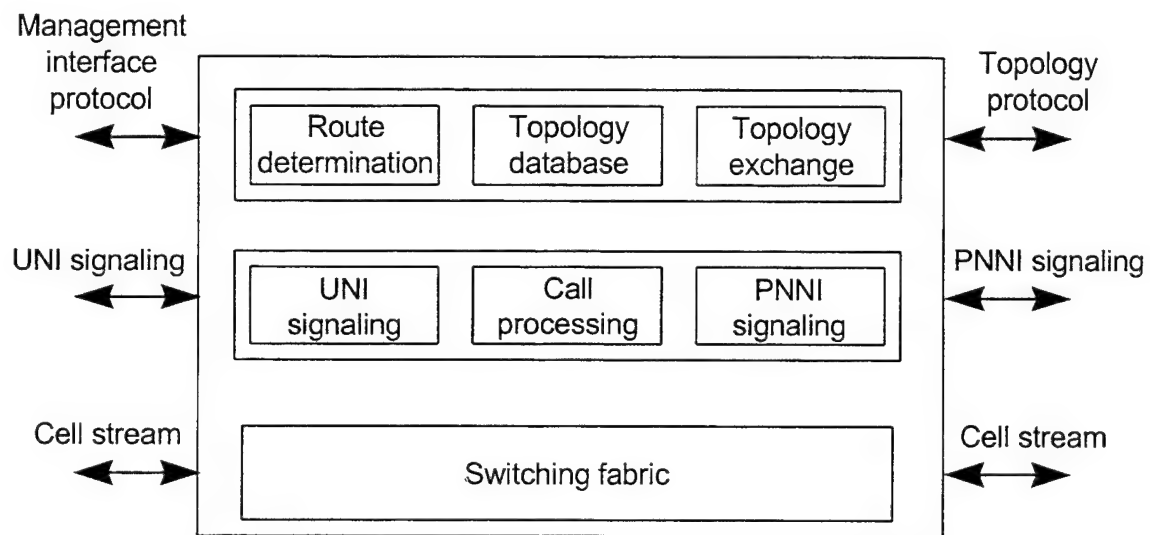 Management
interface
protocol
Topology
protocol
Route
determination
Topology
database
Topology
exchange
UNI signaling
PNNI signaling
UNI
signaling
Call
processing
PNNI
signaling
Cell stream
Cell stream
Switching fabric